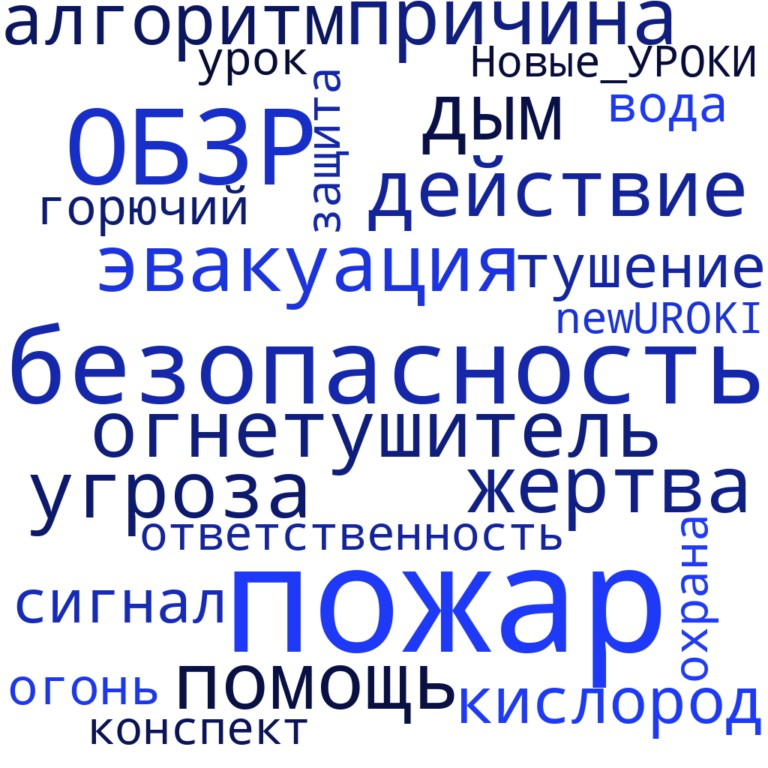 алгоритм причина
урок Новые_УРОКИ
ОБЗР защита дым вода
горючий действие
эвакуация тушение
newUROKI
безопасность
огнетушитель
угроза жертва
ответственность
сигнал пожар охрана
огонь помощь кислород
конспект